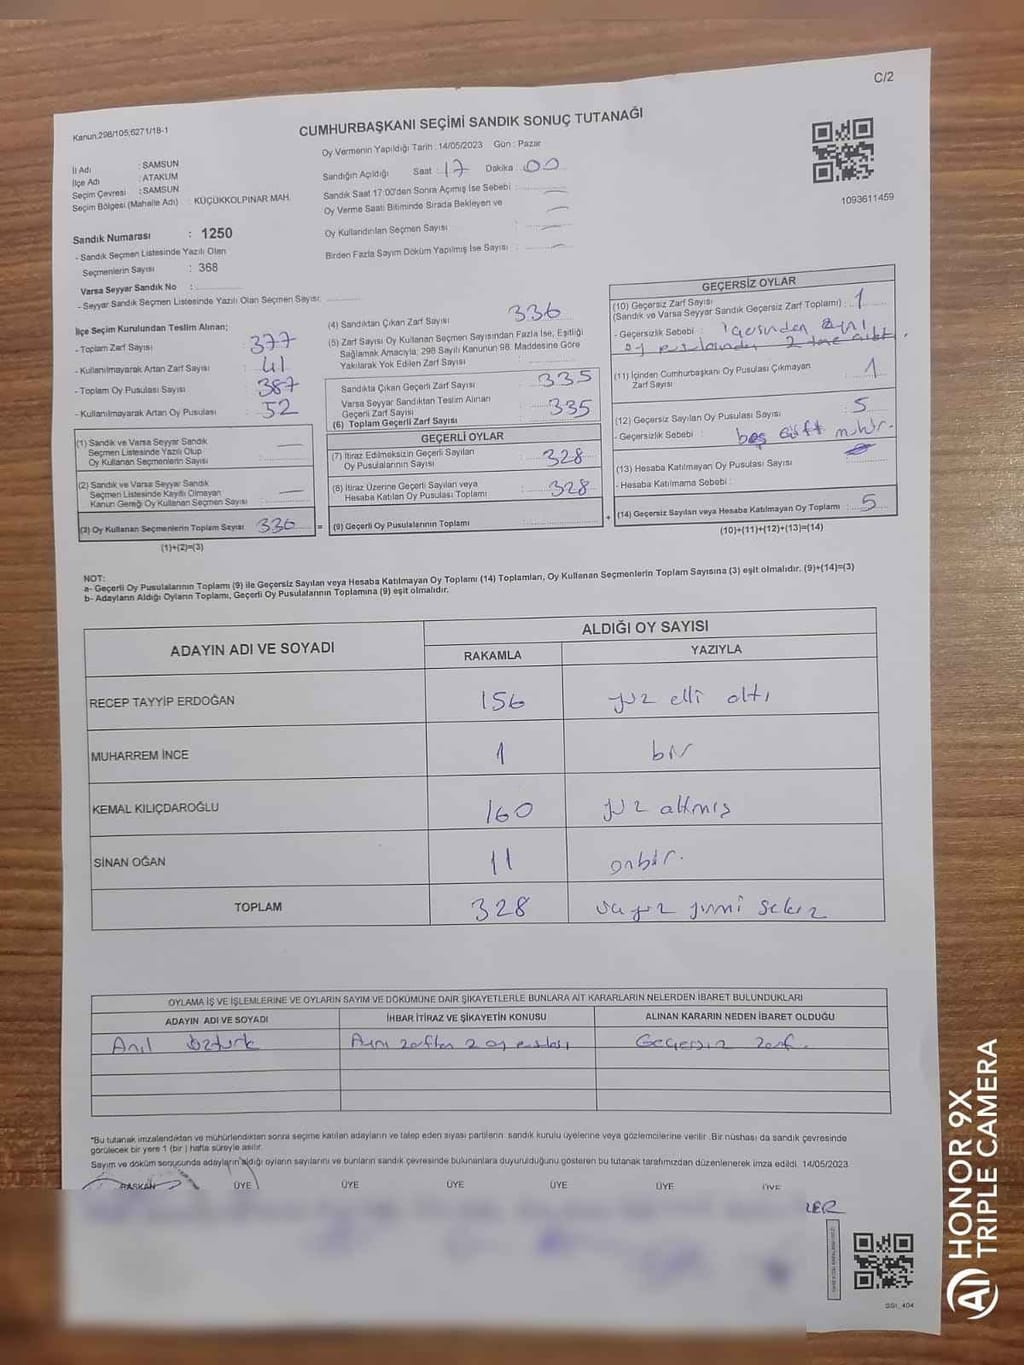 C/2
Kanun.298/105,6271/18-1
CUMHURBAŞKANI SEÇİMİ SANDIK SONUÇ TUTANAĞI
Oy Vermenin Yapıldığı Tarih : 14/05/2023 Gün : Pazar
İl Adı : SAMSUN
İlçe Adı : ATAKUM
Seçim Çevresi : SAMSUN
Seçim Bölgesi (Mahalle Adı) : KÜÇÜKKOLPINAR MAH.
Sandığın Açıldığı Saat : 17 Dakika : 00
Sandık Saat 17:00'den Sonra Açımış İse Sebebi :
Oy Verme Saati Bitiminde Sırada Bekleyen ve
Oy Kullandırılan Seçmen Sayısı :
Birden Fazla Sayım Döküm Yapılmış İse Sayısı :
1093611459
Sandık Numarası : 1250
- Sandık Seçmen Listesinde Yazılı Olan
Seçmenlerin Sayısı : 368
Varsa Seyyar Sandık No :
- Seyyar Sandık Seçmen Listesinde Yazılı Olan Seçmen Sayısı:
İlçe Seçim Kurulundan Teslim Alınan;
- Toplam Zarf Sayısı : 377
- Kullanılmayarak Artan Zarf Sayısı : 41
- Toplam Oy Pusulası Sayısı : 387
- Kullanılmayarak Artan Oy Pusulası : 52
(1) Sandık ve Varsa Seyyar Sandık
Seçmen Listesinde Yazılı Olup
Oy Kullanan Seçmenlerin Sayısı :
(2) Sandık ve Varsa Seyyar Sandık
Seçmen Listesinde Kayıtlı Olmayan
Kanun Gereği Oy Kullanan Seçmen Sayısı :
(3) Oy Kullanan Seçmenlerin Toplam Sayısı : 336 =
(1)+(2)=(3)
(4) Sandıktan Çıkan Zarf Sayısı : 336
(5) Zarf Sayısı Oy Kullanan Seçmen Sayısından Fazla İse, Eşitliği
Sağlamak Amacıyla; 298 Sayılı Kanunun 98. Maddesine Göre
Yakılarak Yok Edilen Zarf Sayısı :
Sandıkta Çıkan Geçerli Zarf Sayısı : 335
Varsa Seyyar Sandıktan Teslim Alınan
Geçerli Zarf Sayısı : 335
(6) Toplam Geçerli Zarf Sayısı :
GEÇERLİ OYLAR
(7) İtiraz Edilmeksizin Geçerli Sayılan
Oy Pusulalarının Sayısı : 328
(8) İtiraz Üzerine Geçerli Sayılan veya
Hesaba Katılan Oy Pusulası Toplamı : 328
(9) Geçerli Oy Pusulalarının Toplamı : +
GEÇERSİZ OYLAR
(10) Geçersiz Zarf Sayısı : 1
(Sandık ve Varsa Seyyar Sandık Geçersiz Zarf Toplamı)
- Geçersizlik Sebebi : içerisinden aynı
oy pusulasından 2 tane çıktı.
(11) İçinden Cumhurbaşkanı Oy Pusulası Çıkmayan
Zarf Sayısı : 1
(12) Geçersiz Sayılan Oy Pusulası Sayısı : 5
- Geçersizlik Sebebi : beş çift mühür.
(13) Hesaba Katılmayan Oy Pusulası Sayısı :
- Hesaba Katılmama Sebebi :
(14) Geçersiz Sayılan veya Hesaba Katılmayan Oy Toplamı : 5
(10)+(11)+(12)+(13)=(14)
NOT:
a- Geçerli Oy Pusulalarının Toplamı (9) ile Geçersiz Sayılan veya Hesaba Katılmayan Oy Toplamı (14) Toplamları, Oy Kullanan Seçmenlerin Toplam Sayısına (3) eşit olmalıdır. (9)+(14)=(3)
b- Adayların Aldığı Oyların Toplamı, Geçerli Oy Pusulalarının Toplamına (9) eşit olmalıdır.
ADAYIN ADI VE SOYADI ALDIĞI OY SAYISI
RAKAMLA YAZIYLA
RECEP TAYYİP ERDOĞAN 156 yüz elli altı
MUHARREM İNCE 1 bir
KEMAL KILIÇDAROĞLU 160 yüz altmış
SİNAN OĞAN 11 onbir.
TOPLAM 328 üçyüz yirmi sekiz
OYLAMA İŞ VE İŞLEMLERİNE VE OYLARIN SAYIM VE DÖKÜMÜNE DAİR ŞİKAYETLERLE BUNLARA AİT KARARLARIN NELERDEN İBARET BULUNDUKLARI
ADAYIN ADI VE SOYADI İHBAR İTİRAZ VE ŞİKAYETİN KONUSU ALINAN KARARIN NEDEN İBARET OLDUĞU
Anıl Öztürk Aynı zarftan 2 oy pusulası Geçersiz zarf.
*Bu tutanak imzalendıktan ve mühürlendikten sonra seçime katılan adayların ve talep eden siyasi partilerin sandık kurulu üyelerine veya gözlemcilerine verilir. Bir nüshası da sandık çevresinde
görülecek bir yere 1 (bir ) hafta süreyle asılır.
Sayım ve döküm sonucunda adayların aldığı oyların sayılarını ve bunların sandık çevresinde bulunanlara duyurulduğunu gösteren bu tutanak tarafımızdan düzenlenerek imza edildi. 14/05/2023
BAŞKAN ÜYE ÜYE ÜYE ÜYE ÜYE ÜYE
SSI_404
HONOR 9X
TRIPLE CAMERA
AI